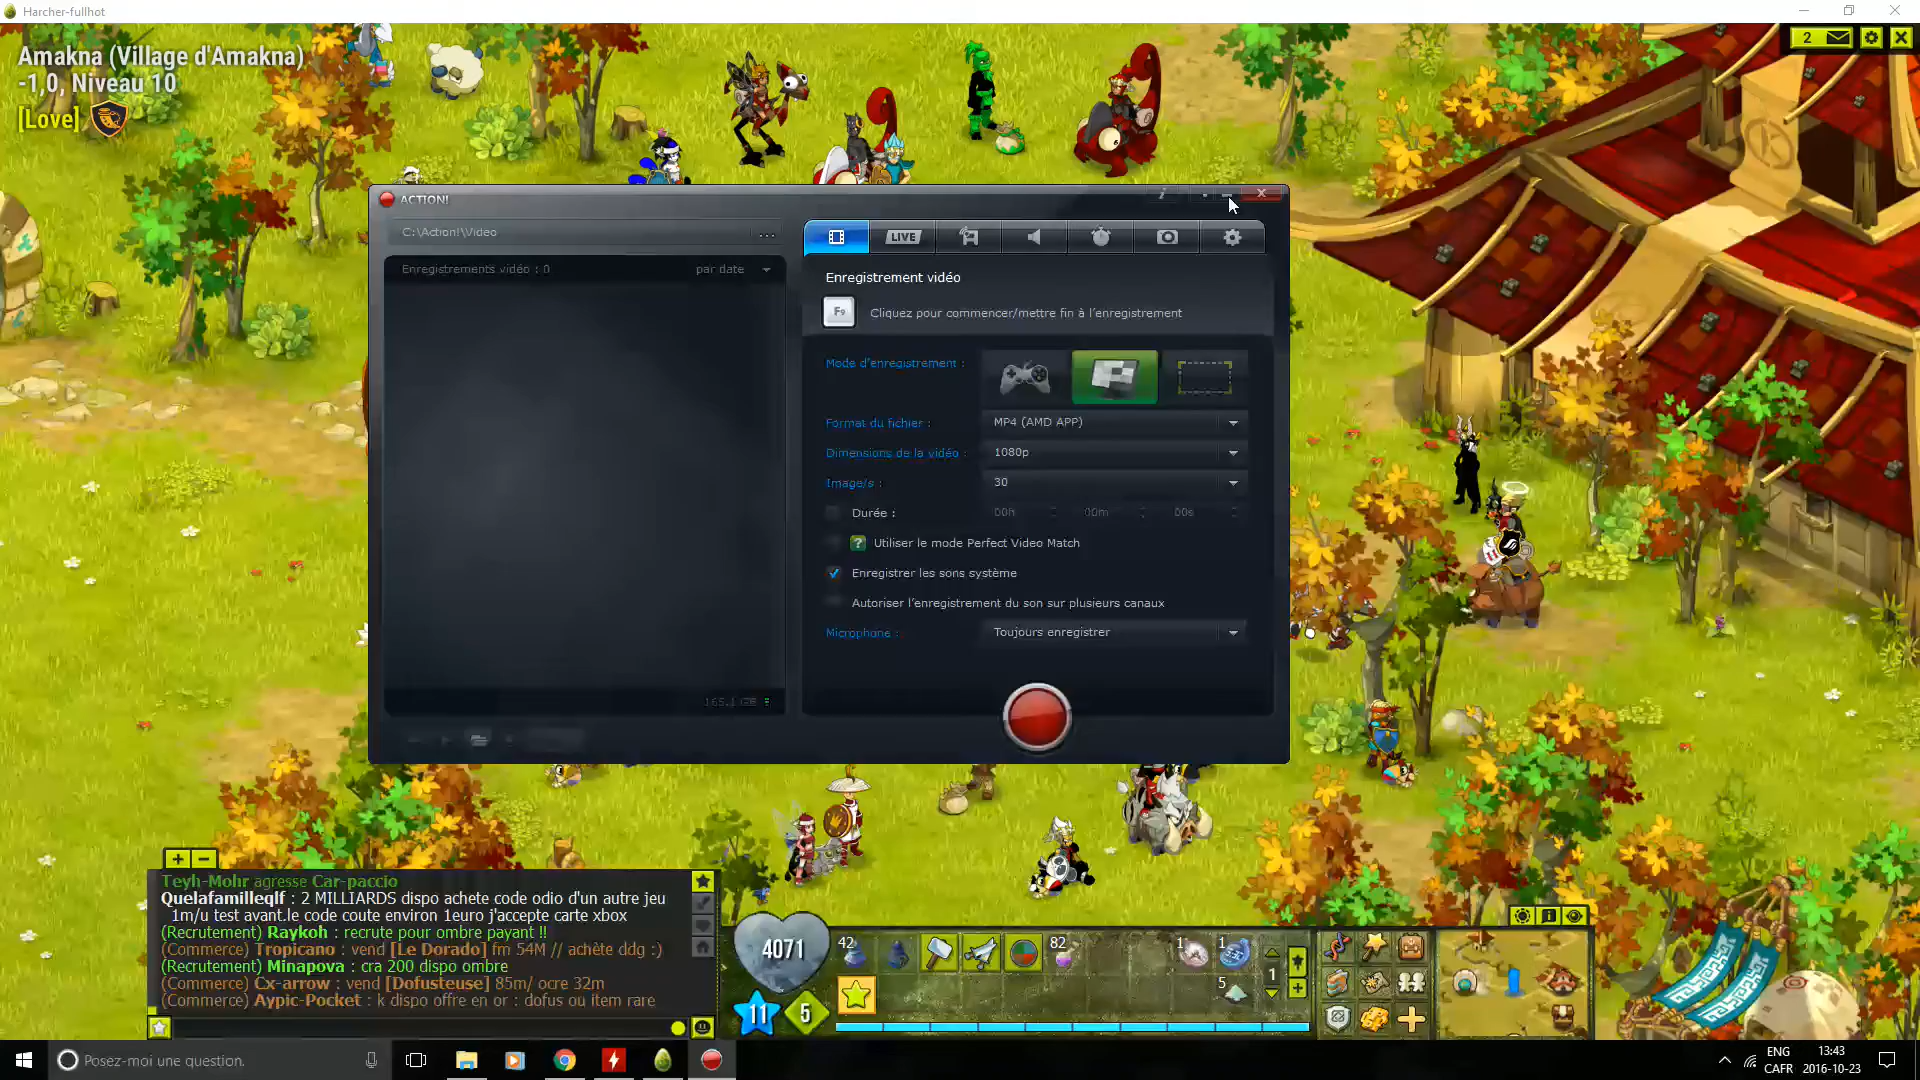 Harcher-fullhot
Amakna (Village d'Amakna)
-1,0, Niveau 10
[Love]
2
ACTION!
C:\Action!\Video
...
LIVE
Enregistrements vidéo : 0
par date
Enregistrement vidéo
F9
Cliquez pour commencer/mettre fin à l'enregistrement
Mode d'enregistrement :
Format du fichier :
MP4 (AMD APP)
Dimensions de la vidéo :
1080p
Image/s :
30
Durée :
00h
00m
00s
? Utiliser le mode Perfect Video Match
Enregistrer les sons système
Autoriser l'enregistrement du son sur plusieurs canaux
Microphone :
Toujours enregistrer
165.1 GB
Teyh-Mohr agresse Car-paccio
Quelafamilleqlf : 2 MILLIARDS dispo achete code odio d'un autre jeu
1m/u test avant.le code coute environ 1euro j'accepte carte xbox
(Recrutement) Raykoh : recrute pour ombre payant !!
(Commerce) Tropicano : vend [Le Dorado] fm 54M // achète ddg :)
(Recrutement) Minapova : cra 200 dispo ombre
(Commerce) Cx-arrow : vend [Dofusteuse] 85m/ ocre 32m
(Commerce) Aypic-Pocket : k dispo offre en or : dofus ou item rare
4071
11
5
42
82
1
1
5
1
Posez-moi une question.
ENG
CAFR
13:43
2016-10-23